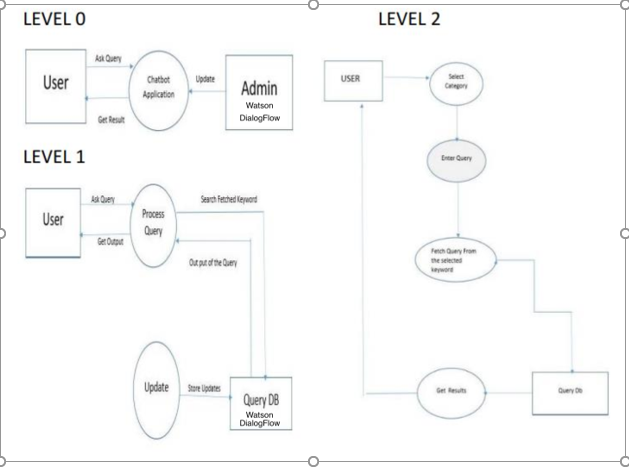 LEVEL 0
User
Ask Query
Get Result
Chatbot
Application
Update
Admin
Watson
DialogFlow
LEVEL 1
User
Ask Query
Get Output
Process
Query
Search Fetched Keyword
Out put of the Query
Update
Store Updates
Query DB
Watson
DialogFlow
LEVEL 2
USER
Select
Category
Enter Query
Fetch Query From
the selected
keyword
Query Db
Get Results